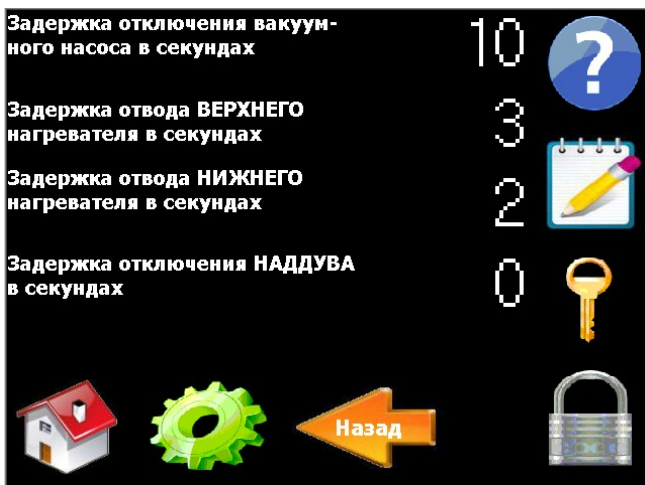 Задержка отключения вакуум-
ного насоса в секундах
10
Задержка отвода ВЕРХНЕГО
нагревателя в секундах
3
Задержка отвода НИЖНЕГО
нагревателя в секундах
2
Задержка отключения НАДДУВА
в секундах
0
?
Назад